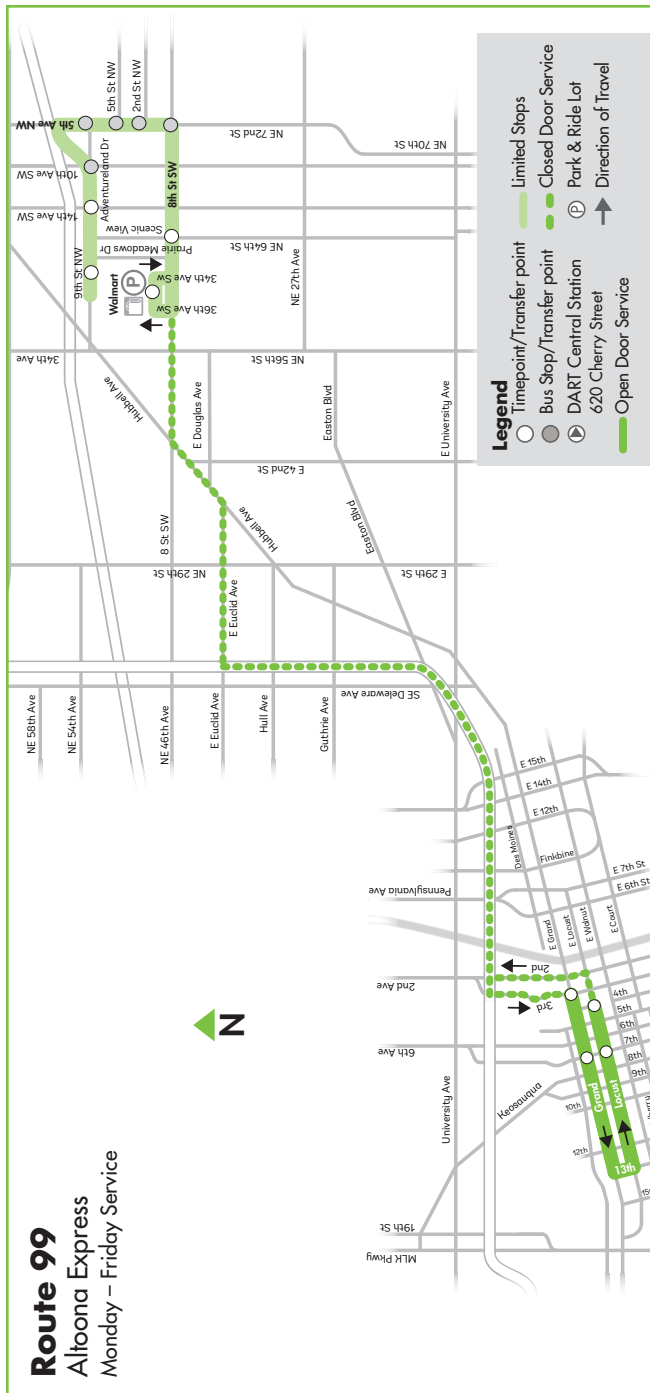 Route 99
Altoona Express
Monday – Friday Service
N
MLK Pkwy
19th St
University Ave
Keosauqua
6th Ave
2nd Ave
Pennsylvania Ave
3rd
2nd
Grand
Locust
13th
15th
12th
10th
9th
8th
7th
6th
5th
4th
E Grand
E Locust
E Walnut
E Court
E 6th St
E 7th St
Des Moines
Finkbine
E 12th
E 14th
E 15th
NE 58th Ave
NE 54th Ave
NE 46th Ave
E Euclid Ave
Hull Ave
Guthrie Ave
SE Deleware Ave
NE 29th St
E 29th St
E Euclid Ave
8 St SW
Hubbell Ave
Easton Blvd
E 42nd St
E Douglas Ave
Easton Blvd
E University Ave
Hubbell Ave
34th Ave
NE 56th St
NE 27th Ave
36th Ave SW
34th Ave Sw
Walmart
P
Prairie Meadows Dr
Scenic View
NE 64th St
8th St SW
9th St NW
14th Ave SW
10th Ave SW
Adventureland Dr
5th Ave NW
5th St NW
2nd St NW
NE 72nd St
NE 70th St
Legend
Timepoint/Transfer point
Bus Stop/Transfer point
DART Central Station
620 Cherry Street
Open Door Service
Limited Stops
Closed Door Service
P Park & Ride Lot
Direction of Travel